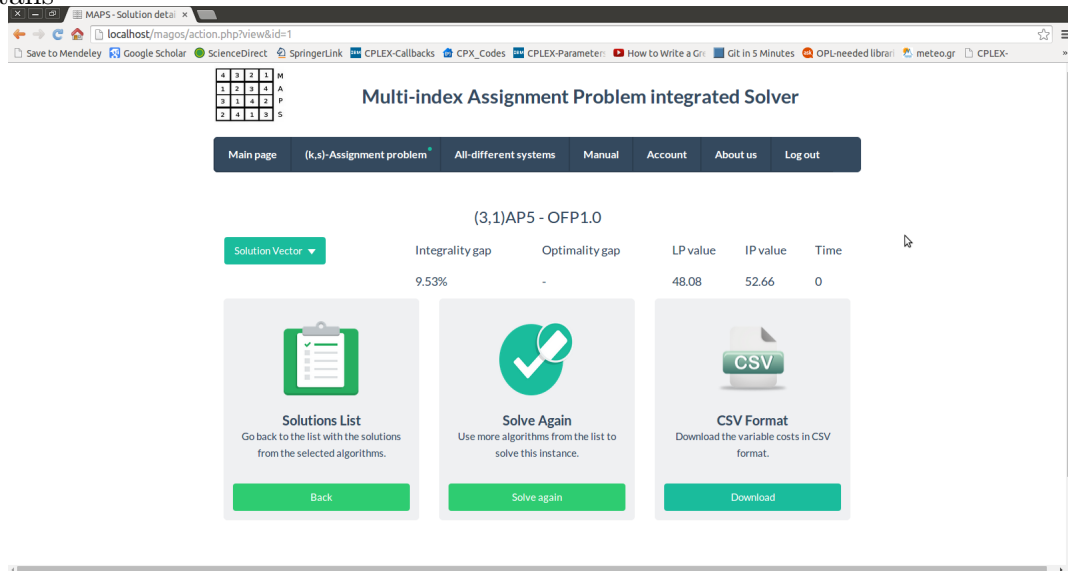 MAPS - Solution detai ×
localhost/magos/action.php?view&id=1
Save to Mendeley Google Scholar ScienceDirect SpringerLink CPLEX-Callbacks CPX_Codes CPLEX-Parameter How to Write a Gre Git in 5 Minutes OPL-needed librari meteo.gr CPLEX- »
4 3 2 1 M
1 2 3 4 A
3 1 4 2 P
2 4 1 3 S
Multi-index Assignment Problem integrated Solver
Main page (k,s)-Assignment problem All-different systems Manual Account About us Log out
(3,1)AP5 - OFP1.0
Solution Vector Integrality gap Optimality gap LP value IP value Time
9.53% - 48.08 52.66 0
CSV
Solutions List
Go back to the list with the solutions
from the selected algorithms.
Back
Solve Again
Use more algorithms from the list to
solve this instance.
Solve again
CSV Format
Download the variable costs in CSV
format.
Download